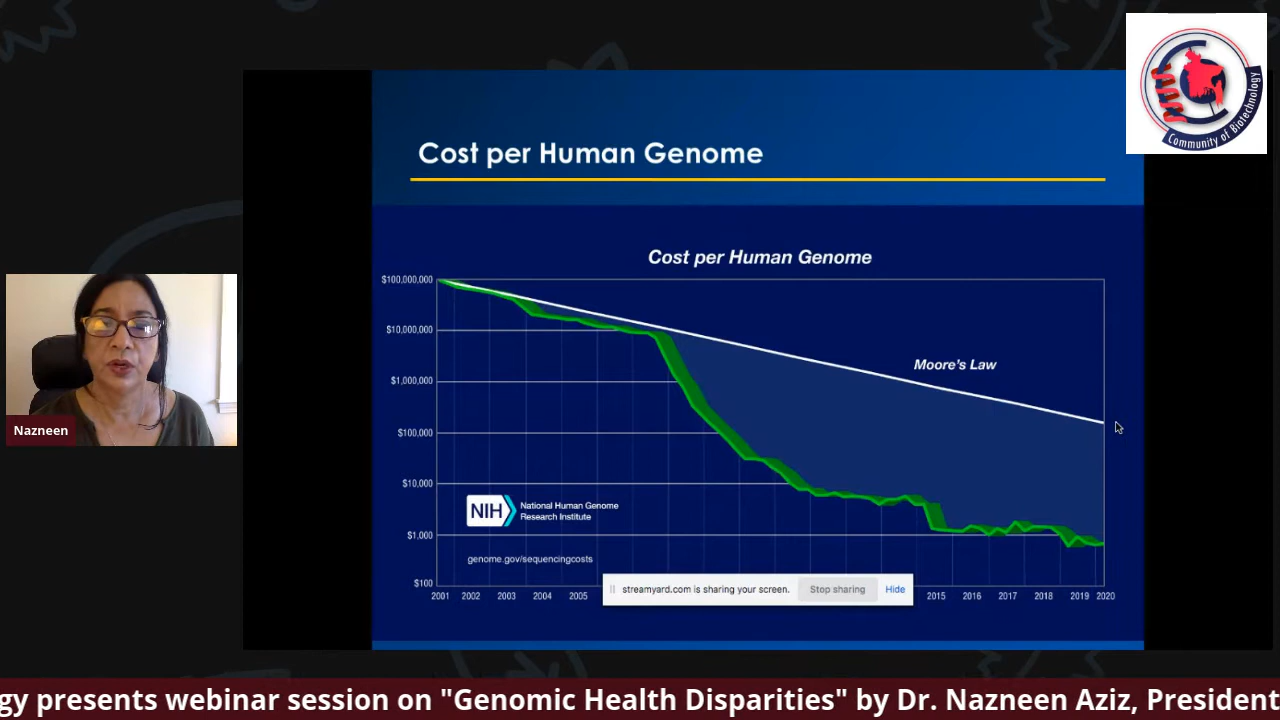 Community of Biotechnology
Cost per Human Genome
Cost per Human Genome
$100,000,000
$10,000,000
$1,000,000
$100,000
$10,000
$1,000
$100
Moore's Law
NIH
National Human Genome
Research Institute
genome.gov/sequencingcosts
streamyard.com is sharing your screen.
Stop sharing
Hide
2001 2002 2003 2004 2005 2015 2016 2017 2018 2019 2020
Nazneen
gy presents webinar session on "Genomic Health Disparities" by Dr. Nazneen Aziz, President